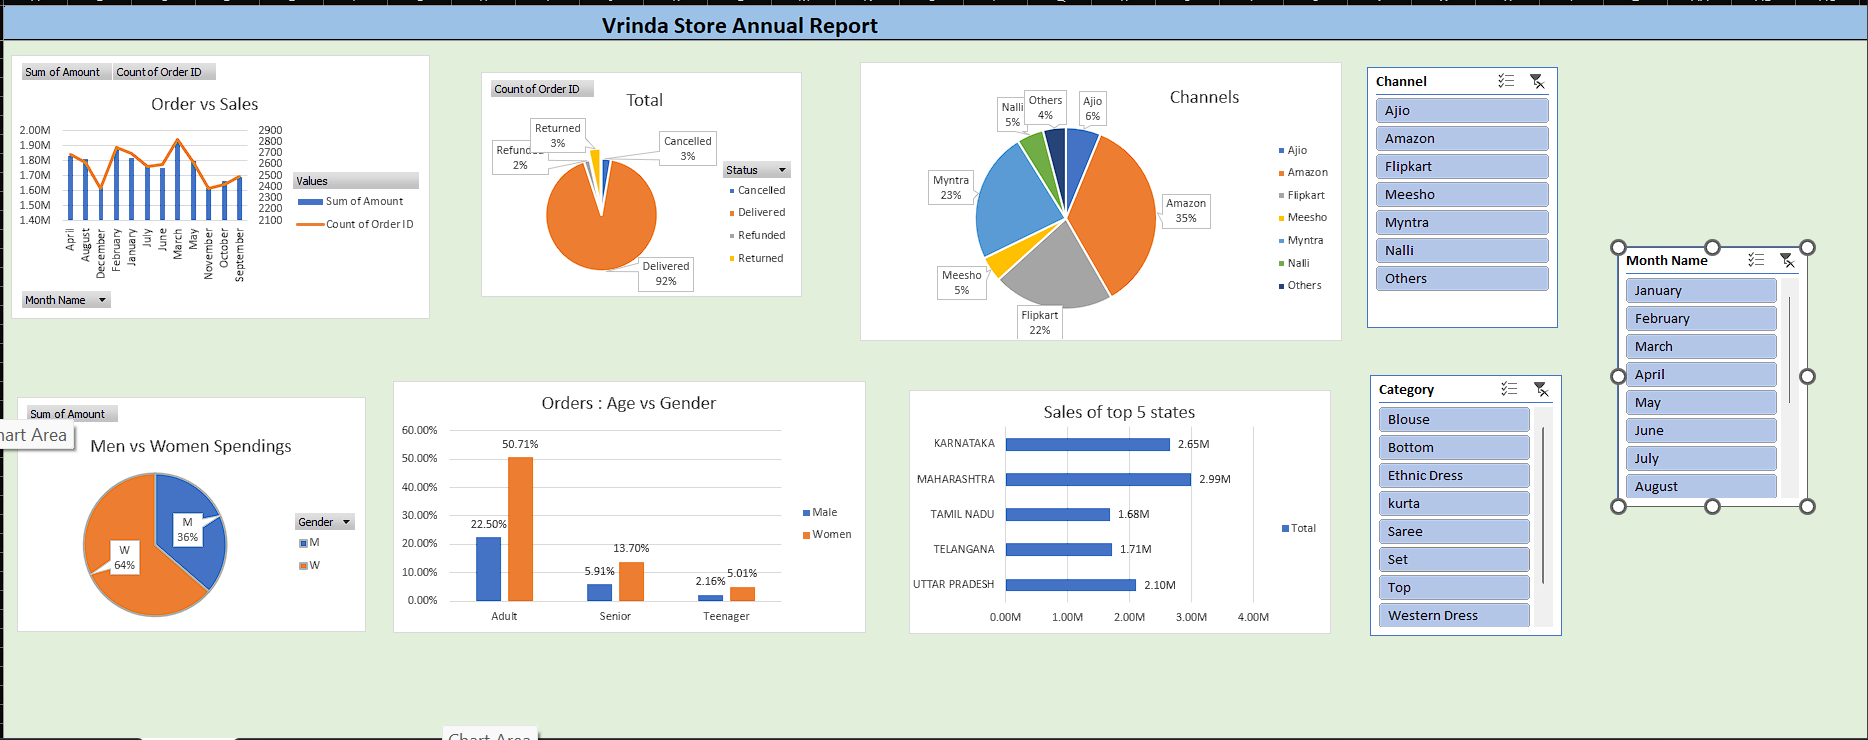 Vrinda Store Annual Report
Sum of Amount Count of Order ID
Order vs Sales
2.00M
1.90M
1.80M
1.70M
1.60M
1.50M
1.40M
2900
2800
2700
2600
2500
2400
2300
2200
2100
April
August
December
February
January
July
June
March
May
November
October
September
Values
Sum of Amount
Count of Order ID
Month Name
Count of Order ID
Total
Returned
3%
2%
Cancelled
3%
Delivered
92%
Status
Cancelled
Delivered
Refunded
Returned
Channels
Nalli
5%
Others
4%
Ajio
6%
Myntra
23%
Amazon
35%
Meesho
5%
Flipkart
22%
Ajio
Amazon
Flipkart
Meesho
Myntra
Nalli
Others
Channel
Ajio
Amazon
Flipkart
Meesho
Myntra
Nalli
Others
Month Name
January
February
March
April
May
June
July
August
Sum of Amount
hart Area
Men vs Women Spendings
M
36%
W
64%
Gender
M
W
Orders : Age vs Gender
60.00%
50.00%
40.00%
30.00%
20.00%
10.00%
0.00%
22.50%
50.71%
5.91%
13.70%
2.16%
5.01%
Adult
Senior
Teenager
Male
Women
Sales of top 5 states
KARNATAKA 2.65M
MAHARASHTRA 2.99M
TAMIL NADU 1.68M
TELANGANA 1.71M
UTTAR PRADESH 2.10M
0.00M 1.00M 2.00M 3.00M 4.00M
Total
Category
Blouse
Bottom
Ethnic Dress
kurta
Saree
Set
Top
Western Dress
Chart Area